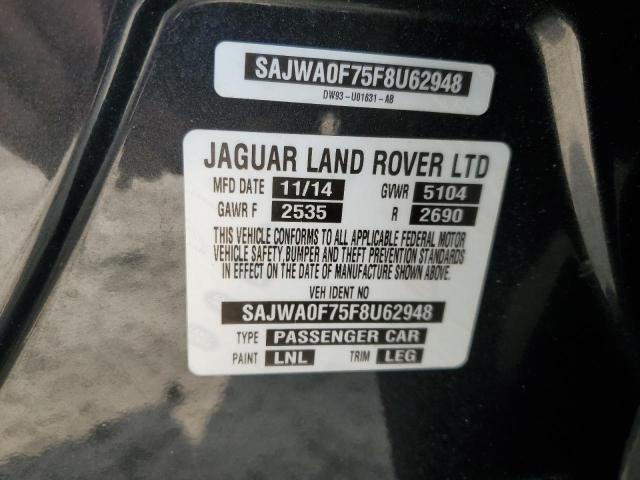 SAJWA0F75F8U62948
DW93-U01631-AB
JAGUAR LAND ROVER LTD
MFD DATE 11/14 GVWR 5104
GAWR F 2535 R 2690
THIS VEHICLE CONFORMS TO ALL APPLICABLE FEDERAL MOTOR
VEHICLE SAFETY, BUMPER AND THEFT PREVENTION STANDARDS
IN EFFECT ON THE DATE OF MANUFACTURE SHOWN ABOVE.
VEH IDENT NO
SAJWA0F75F8U62948
TYPE PASSENGER CAR
PAINT LNL TRIM LEG